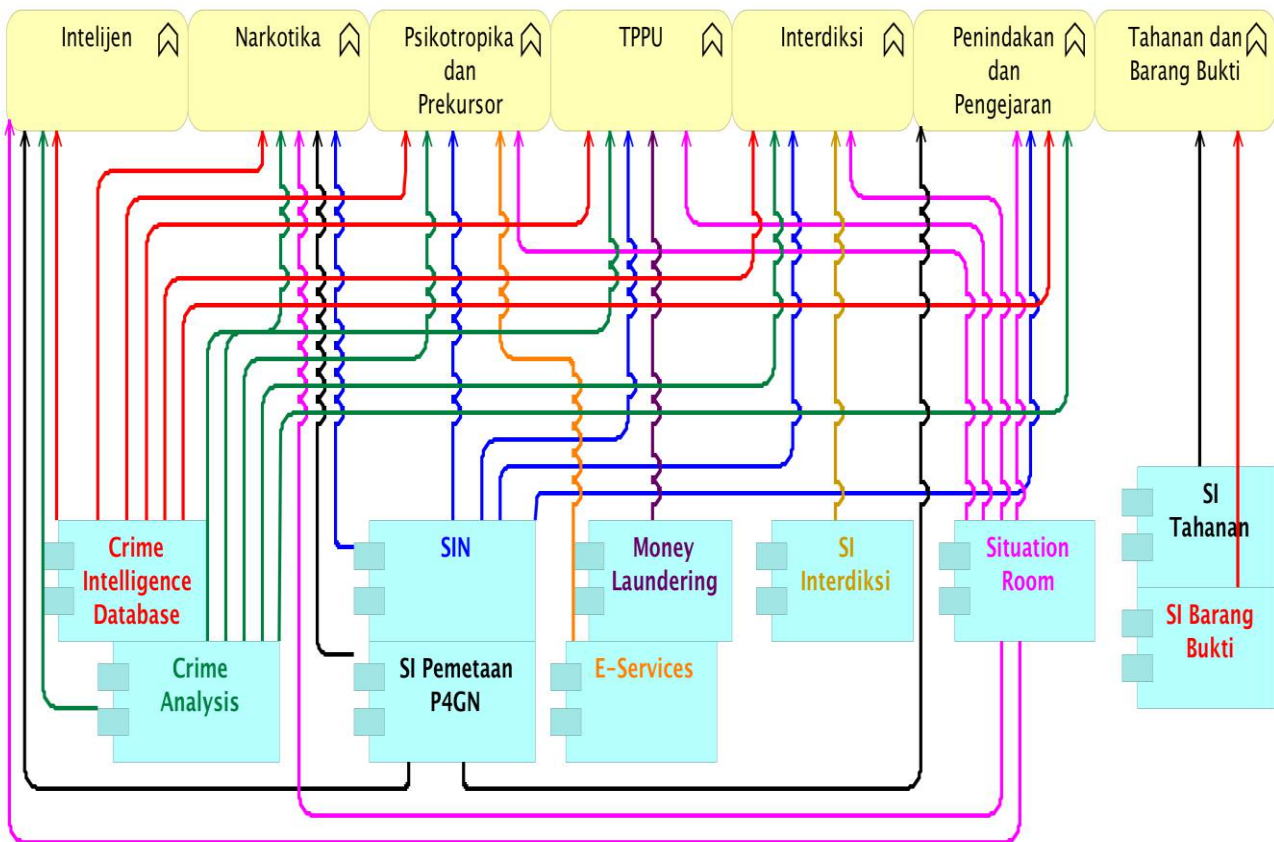 Intelijen
Narkotika
Psikotropika
dan
Prekursor
TPPU
Interdiksi
Penindakan
dan
Pengejaran
Tahanan dan
Barang Bukti
Crime
Intelligence
Database
SIN
Money
Laundering
SI
Interdiksi
Situation
Room
SI
Tahanan
Crime
Analysis
SI Pemetaan
P4GN
E-Services
SI Barang
Bukti